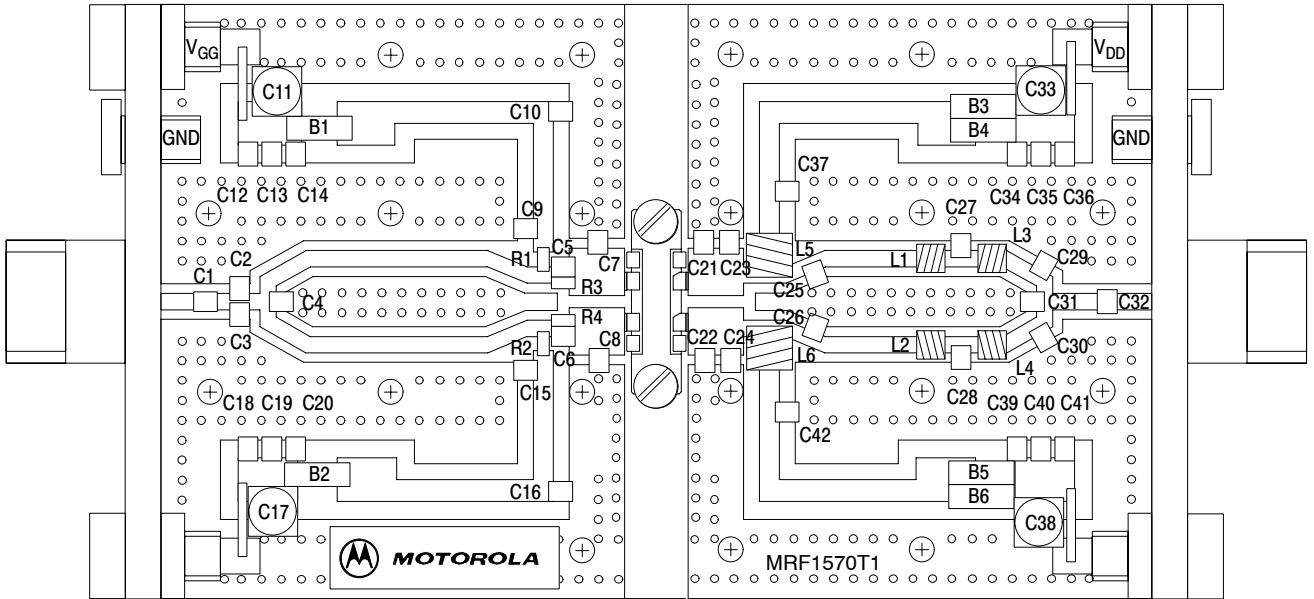 VGG
VDD
C11
C33
C10
B3
B1
B4
GND
GND
C37
C12 C13 C14
C34 C35 C36
C9
C27
L3
C2
R1
C5
C7
C21 C23
L5
L1
C29
C1
R3
C25
C4
C31
C32
R4
C26
C3
R2
C8
C22 C24
L2
C30
C6
L6
L4
C15
C28
C18 C19 C20
C39 C40 C41
C42
B2
B5
C16
B6
C17
C38
MOTOROLA
MRF1570T1